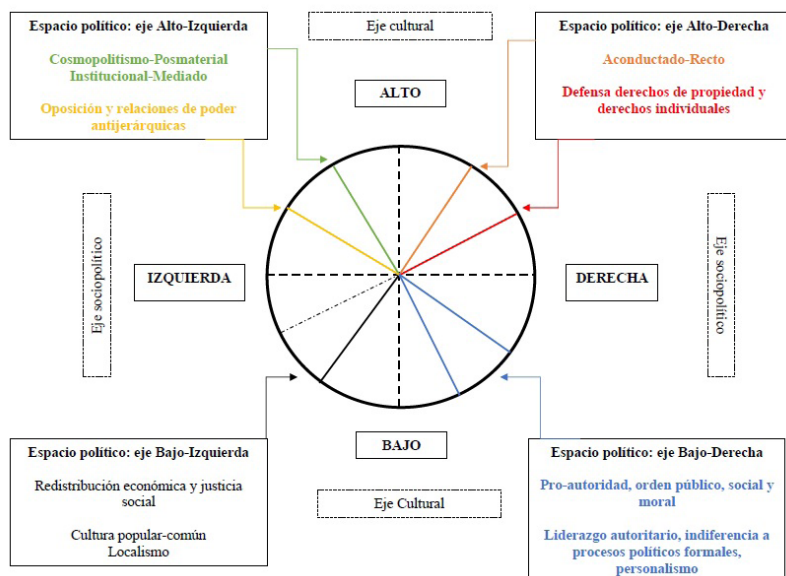 Espacio político: eje Alto-Izquierda
Cosmopolitismo-Posmaterial
Institucional-Mediado
Oposición y relaciones de poder
antijerárquicas
Eje cultural
ALTO
Espacio político: eje Alto-Derecha
Aconductado-Recto
Defensa derechos de propiedad y
derechos individuales
Eje sociopolítico
IZQUIERDA
DERECHA
Eje sociopolítico
Espacio político: eje Bajo-Izquierda
Redistribución económica y justicia
social
Cultura popular-común
Localismo
BAJO
Eje Cultural
Espacio político: eje Bajo-Derecha
Pro-autoridad, orden público, social y
moral
Liderazgo autoritario, indiferencia a
procesos políticos formales,
personalismo